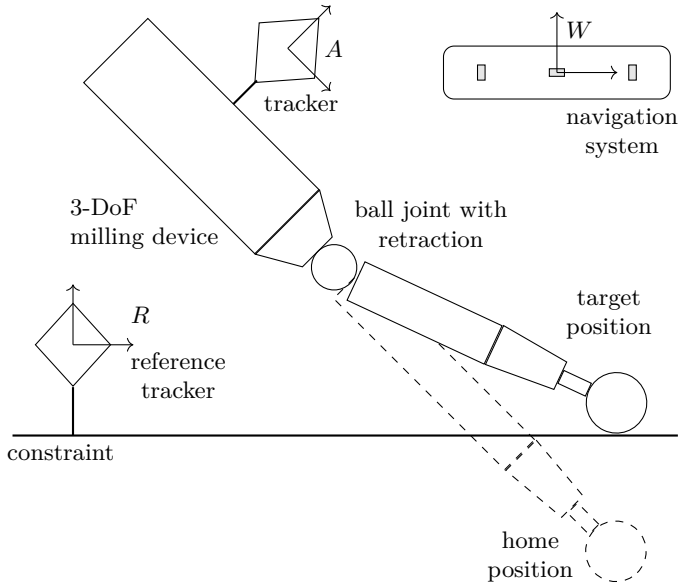 W
A
tracker
navigation
system
3-DoF
milling device
ball joint with
retraction
target
position
R
reference
tracker
constraint
home
position